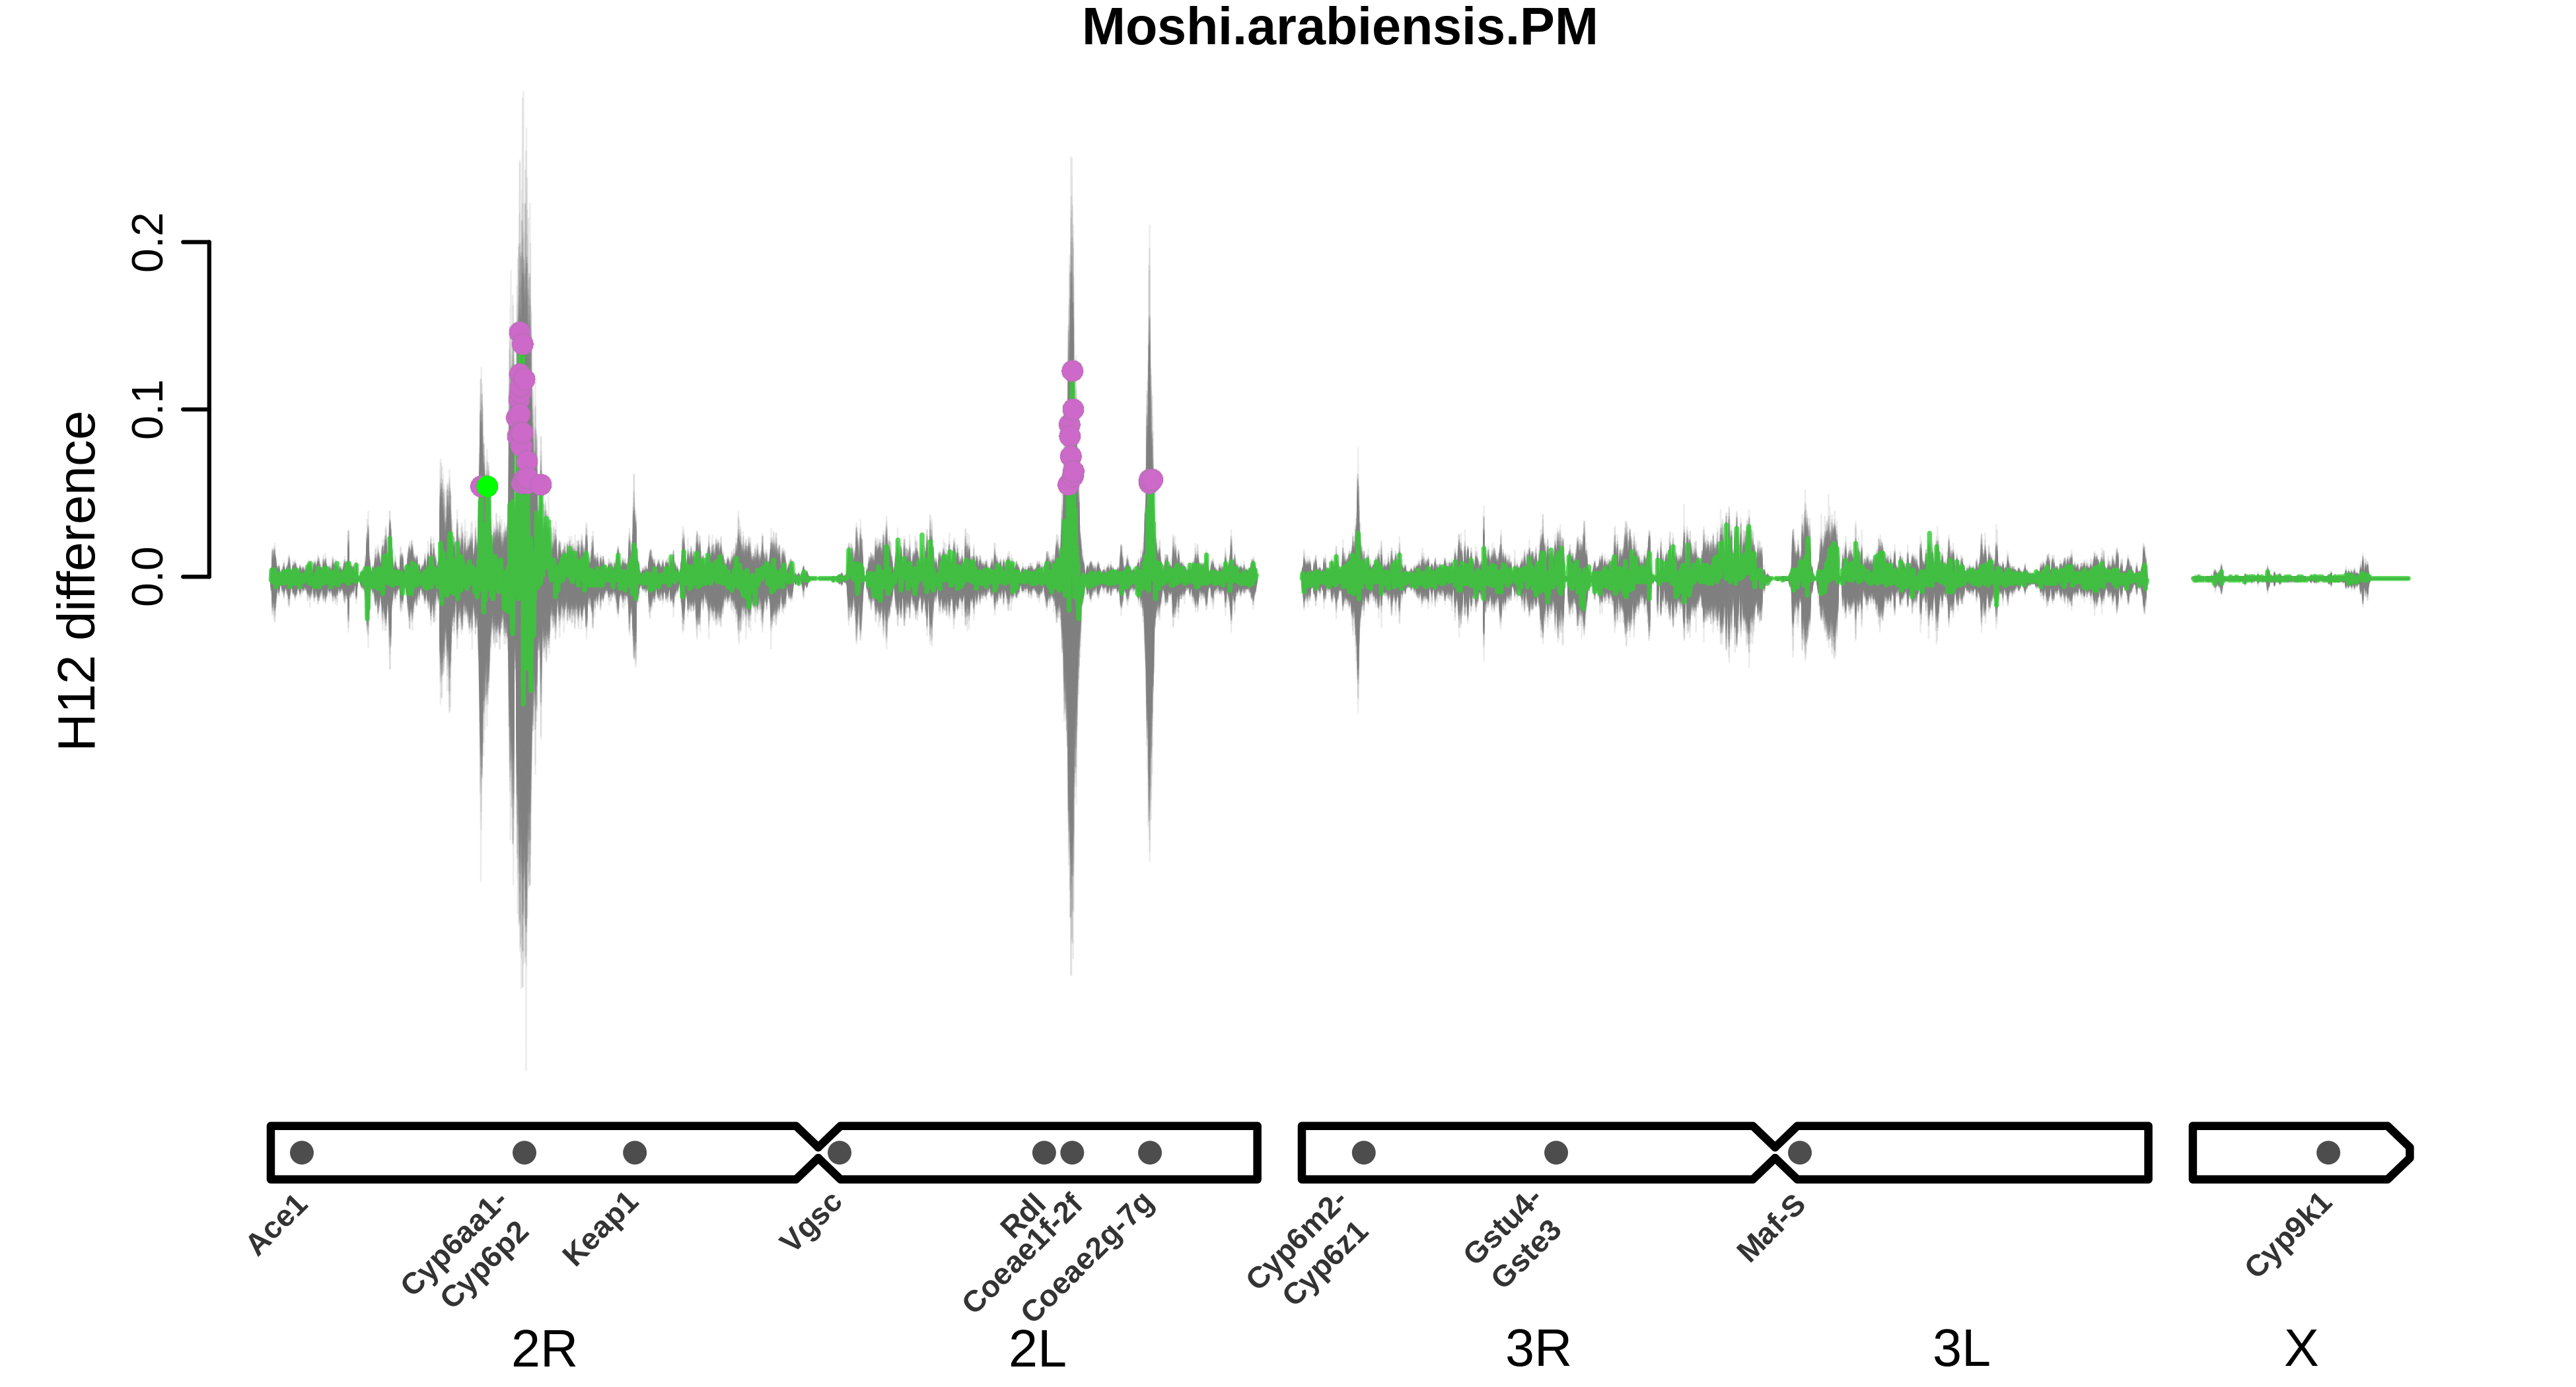 Moshi.arabiensis.PM
H12 difference
0.2
0.1
0.0
Ace1
Cyp6aa1-
Cyp6p2
Keap1
Vgsc
Rdl
Coeae1f-2f
Coeae2g-7g
Cyp6m2-
Cyp6z1
Gstu4-
Gste3
Maf-S
Cyp9k1
2R
2L
3R
3L
X